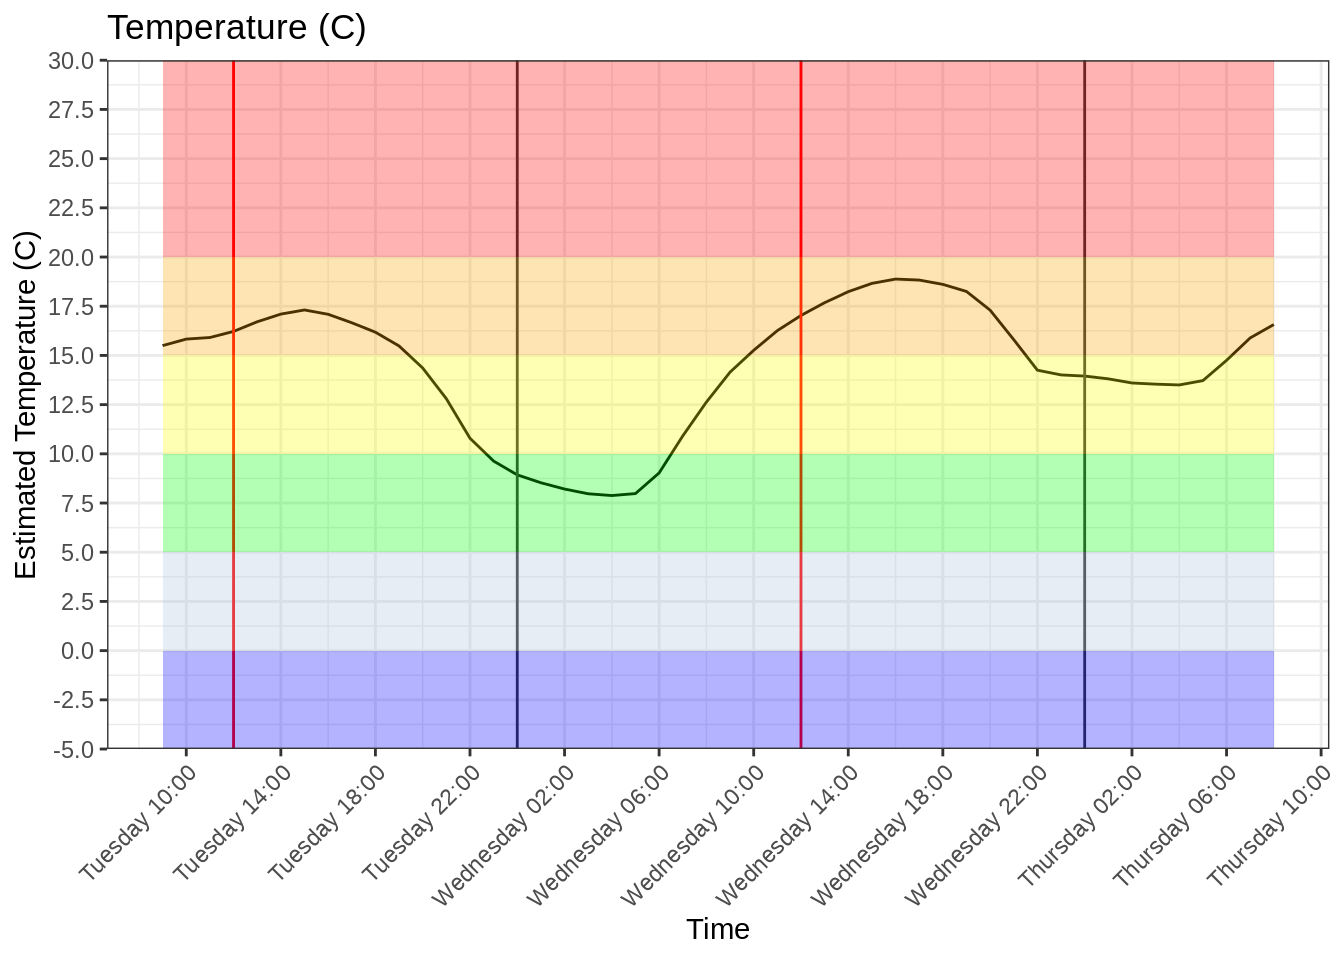 Temperature (C)
Estimated Temperature (C)
30.0
27.5
25.0
22.5
20.0
17.5
15.0
12.5
10.0
7.5
5.0
2.5
0.0
-2.5
-5.0
Tuesday 10:00
Tuesday 14:00
Tuesday 18:00
Tuesday 22:00
Wednesday 02:00
Wednesday 06:00
Wednesday 10:00
Wednesday 14:00
Wednesday 18:00
Wednesday 22:00
Thursday 02:00
Thursday 06:00
Thursday 10:00
Time